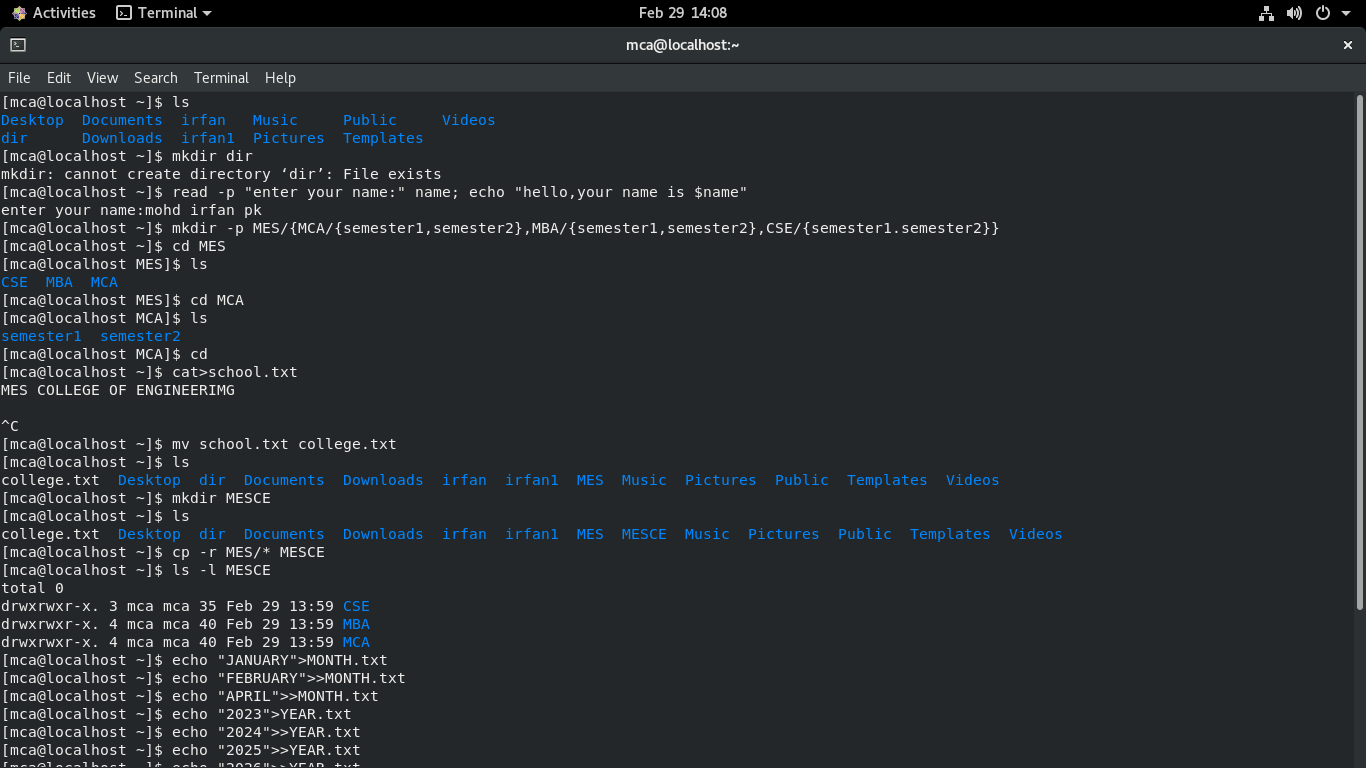 Activities Terminal Feb 29 14:08
mca@localhost:~
File Edit View Search Terminal Help
[mca@localhost ~]$ ls
Desktop Documents irfan Music Public Videos
dir Downloads irfan1 Pictures Templates
[mca@localhost ~]$ mkdir dir
mkdir: cannot create directory ‘dir’: File exists
[mca@localhost ~]$ read -p "enter your name:" name; echo "hello,your name is $name"
enter your name:mohd irfan pk
[mca@localhost ~]$ mkdir -p MES/{MCA/{semester1,semester2},MBA/{semester1,semester2},CSE/{semester1.semester2}}
[mca@localhost ~]$ cd MES
[mca@localhost MES]$ ls
CSE MBA MCA
[mca@localhost MES]$ cd MCA
[mca@localhost MCA]$ ls
semester1 semester2
[mca@localhost MCA]$ cd
[mca@localhost ~]$ cat>school.txt
MES COLLEGE OF ENGINEERIMG
^C
[mca@localhost ~]$ mv school.txt college.txt
[mca@localhost ~]$ ls
college.txt Desktop dir Documents Downloads irfan irfan1 MES Music Pictures Public Templates Videos
[mca@localhost ~]$ mkdir MESCE
[mca@localhost ~]$ ls
college.txt Desktop dir Documents Downloads irfan irfan1 MES MESCE Music Pictures Public Templates Videos
[mca@localhost ~]$ cp -r MES/* MESCE
[mca@localhost ~]$ ls -l MESCE
total 0
drwxrwxr-x. 3 mca mca 35 Feb 29 13:59 CSE
drwxrwxr-x. 4 mca mca 40 Feb 29 13:59 MBA
drwxrwxr-x. 4 mca mca 40 Feb 29 13:59 MCA
[mca@localhost ~]$ echo "JANUARY">MONTH.txt
[mca@localhost ~]$ echo "FEBRUARY">>MONTH.txt
[mca@localhost ~]$ echo "APRIL">>MONTH.txt
[mca@localhost ~]$ echo "2023">YEAR.txt
[mca@localhost ~]$ echo "2024">>YEAR.txt
[mca@localhost ~]$ echo "2025">>YEAR.txt
[mca@localhost ~]$ echo "2026">>YEAR.txt